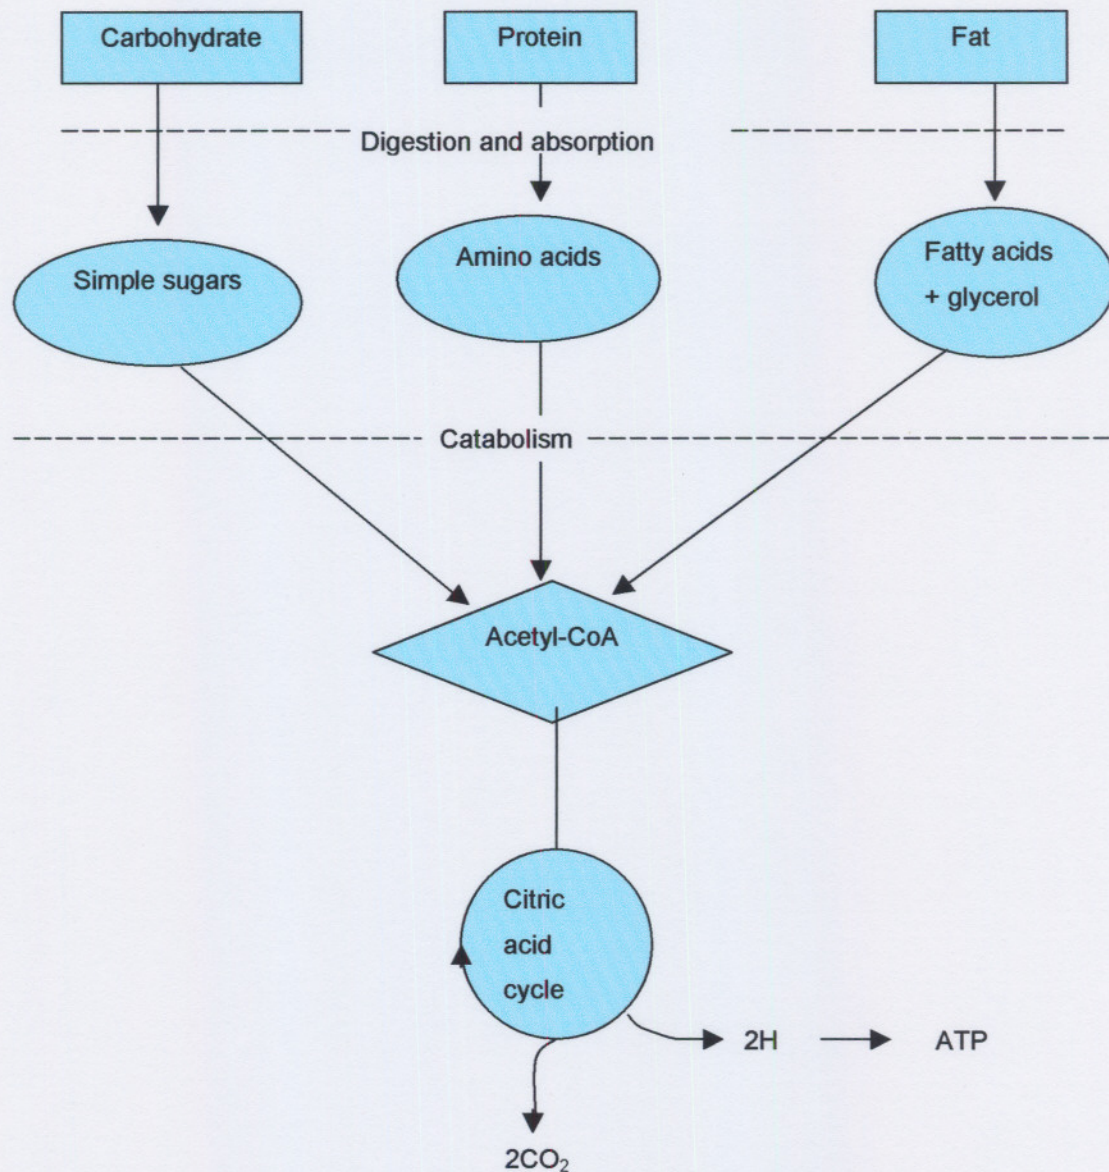 Carbohydrate
Protein
Fat
Digestion and absorption
Simple sugars
Amino acids
Fatty acids
+ glycerol
Catabolism
Acetyl-CoA
Citric
acid
cycle
2H
ATP
2CO₂